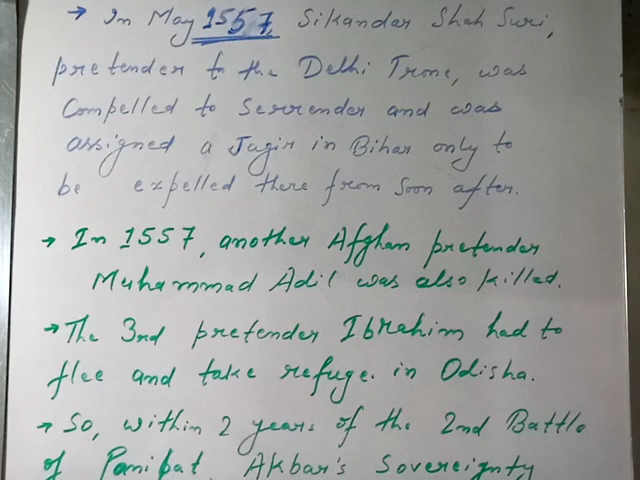 → In May 1557, Sikandar Shah Suri,
pretender to the Delhi Trone, was
Compelled to Serrender and was
assigned a Jagir in Bihar only to
be expelled there from Soon after.
→ In 1557, another Afghan pretender
Muhammad Adil was also killed.
→ The 3rd pretender Ibrahim had to
flee and take refuge. in Odisha.
→ So, within 2 years of the 2nd Battle
of Panipat, Akbar's Sovereignty